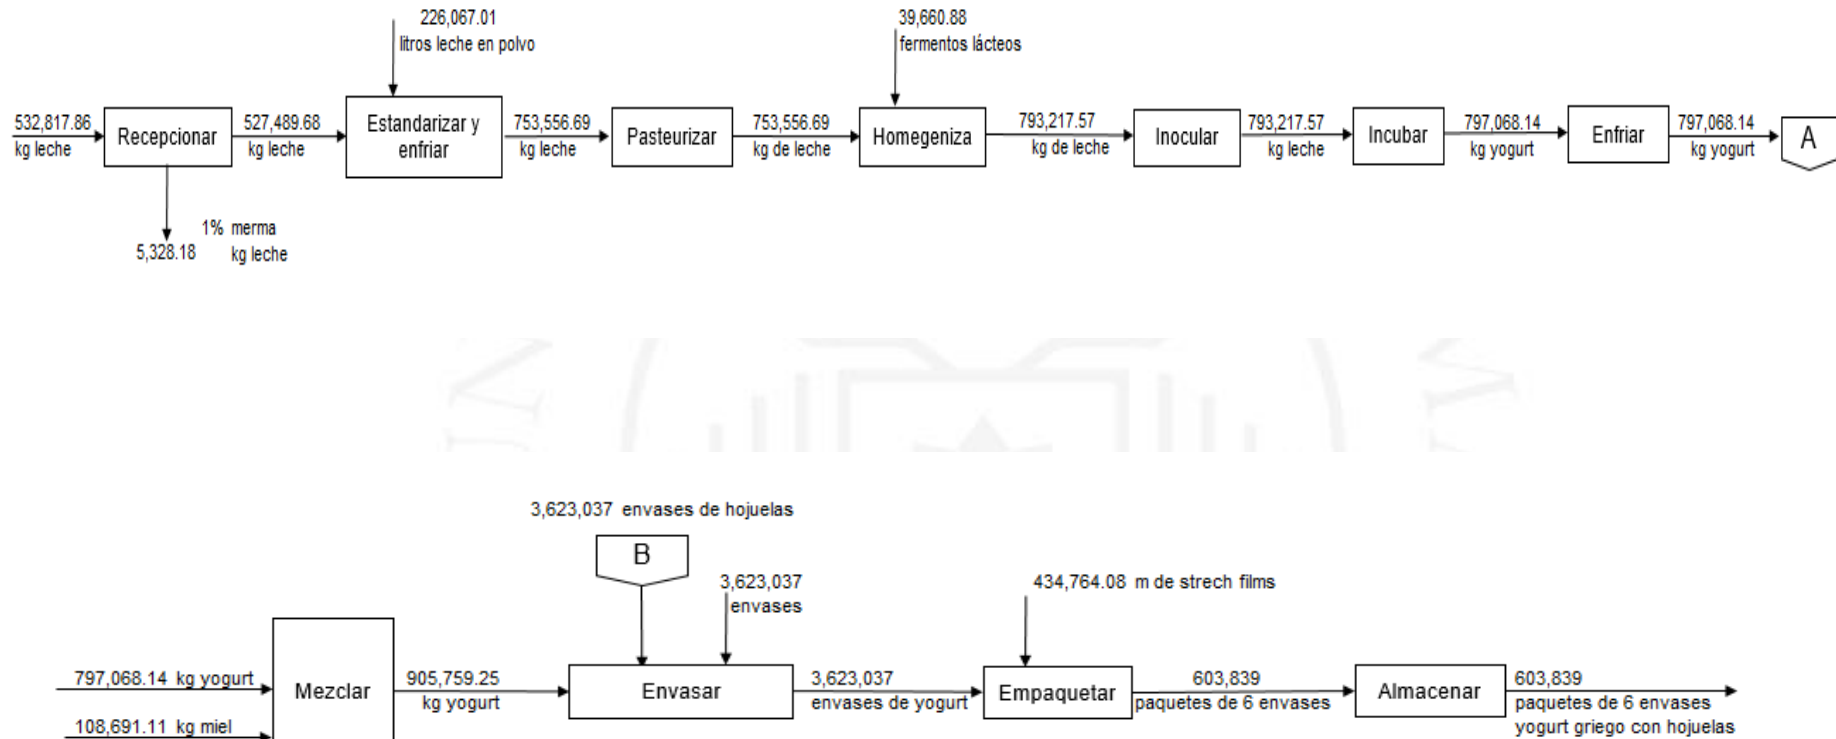 226,067.01
litros leche en polvo
39,660.88
fermentos lácteos
532,817.86
kg leche
Recepcionar
527,489.68
kg leche
Estandarizar y
enfriar
753,556.69
kg leche
Pasteurizar
753,556.69
kg de leche
Homegeniza
793,217.57
kg de leche
Inocular
793,217.57
kg leche
Incubar
797,068.14
kg yogurt
Enfriar
797,068.14
kg yogurt
A
1% merma
5,328.18 kg leche
3,623,037 envases de hojuelas
B
3,623,037
envases
434,764.08 m de strech films
797,068.14 kg yogurt
108,691.11 kg miel
Mezclar
905,759.25
kg yogurt
Envasar
3,623,037
envases de yogurt
Empaquetar
603,839
paquetes de 6 envases
Almacenar
603,839
paquetes de 6 envases
yogurt griego con hojuelas